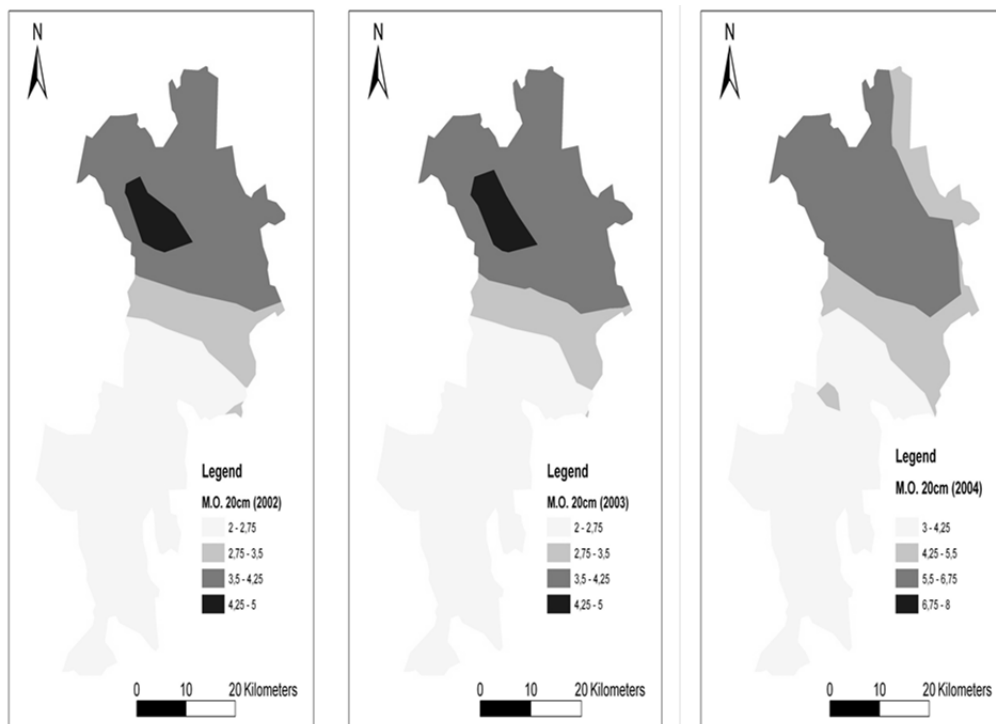 N
Legend
M.O. 20cm (2002)
2 - 2,75
2,75 - 3,5
3,5 - 4,25
4,25 - 5
0 10 20 Kilometers
N
Legend
M.O. 20cm (2003)
2 - 2,75
2,75 - 3,5
3,5 - 4,25
4,25 - 5
0 10 20 Kilometers
N
Legend
M.O. 20cm (2004)
3 - 4,25
4,25 - 5,5
5,5 - 6,75
6,75 - 8
0 10 20 Kilometers